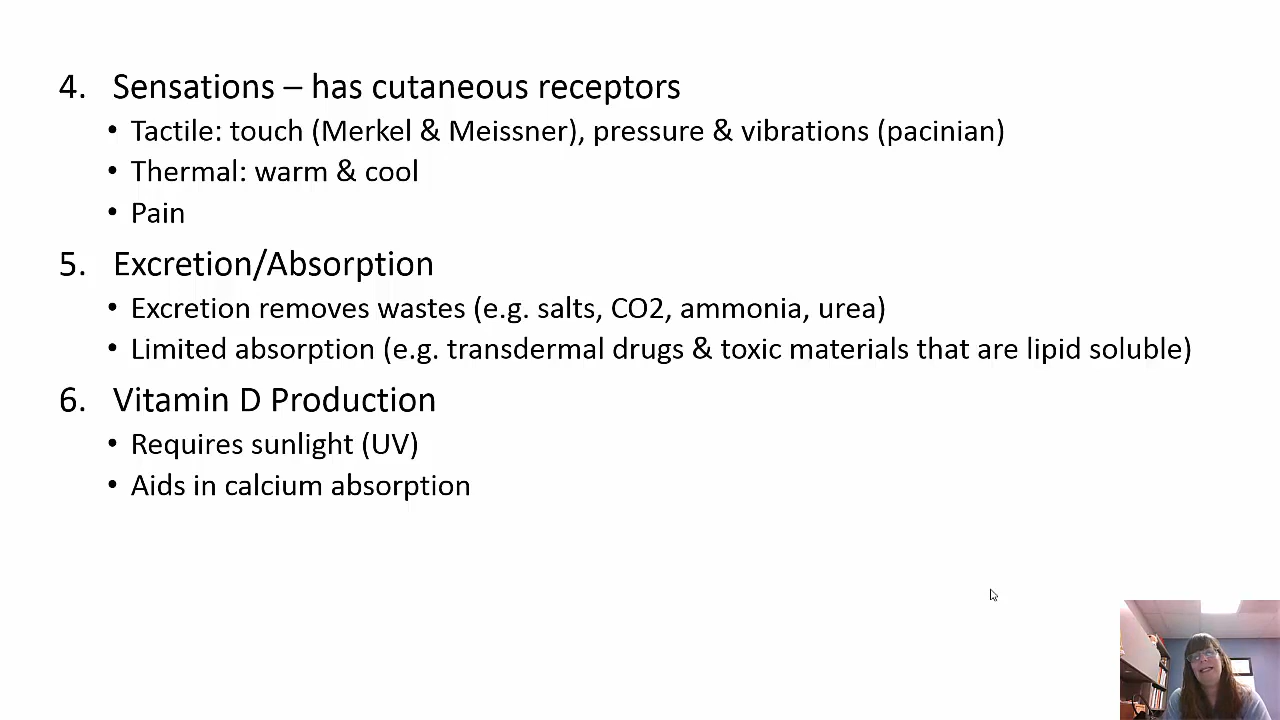 4. Sensations – has cutaneous receptors
• Tactile: touch (Merkel & Meissner), pressure & vibrations (pacinian)
• Thermal: warm & cool
• Pain
5. Excretion/Absorption
• Excretion removes wastes (e.g. salts, CO2, ammonia, urea)
• Limited absorption (e.g. transdermal drugs & toxic materials that are lipid soluble)
6. Vitamin D Production
• Requires sunlight (UV)
• Aids in calcium absorption